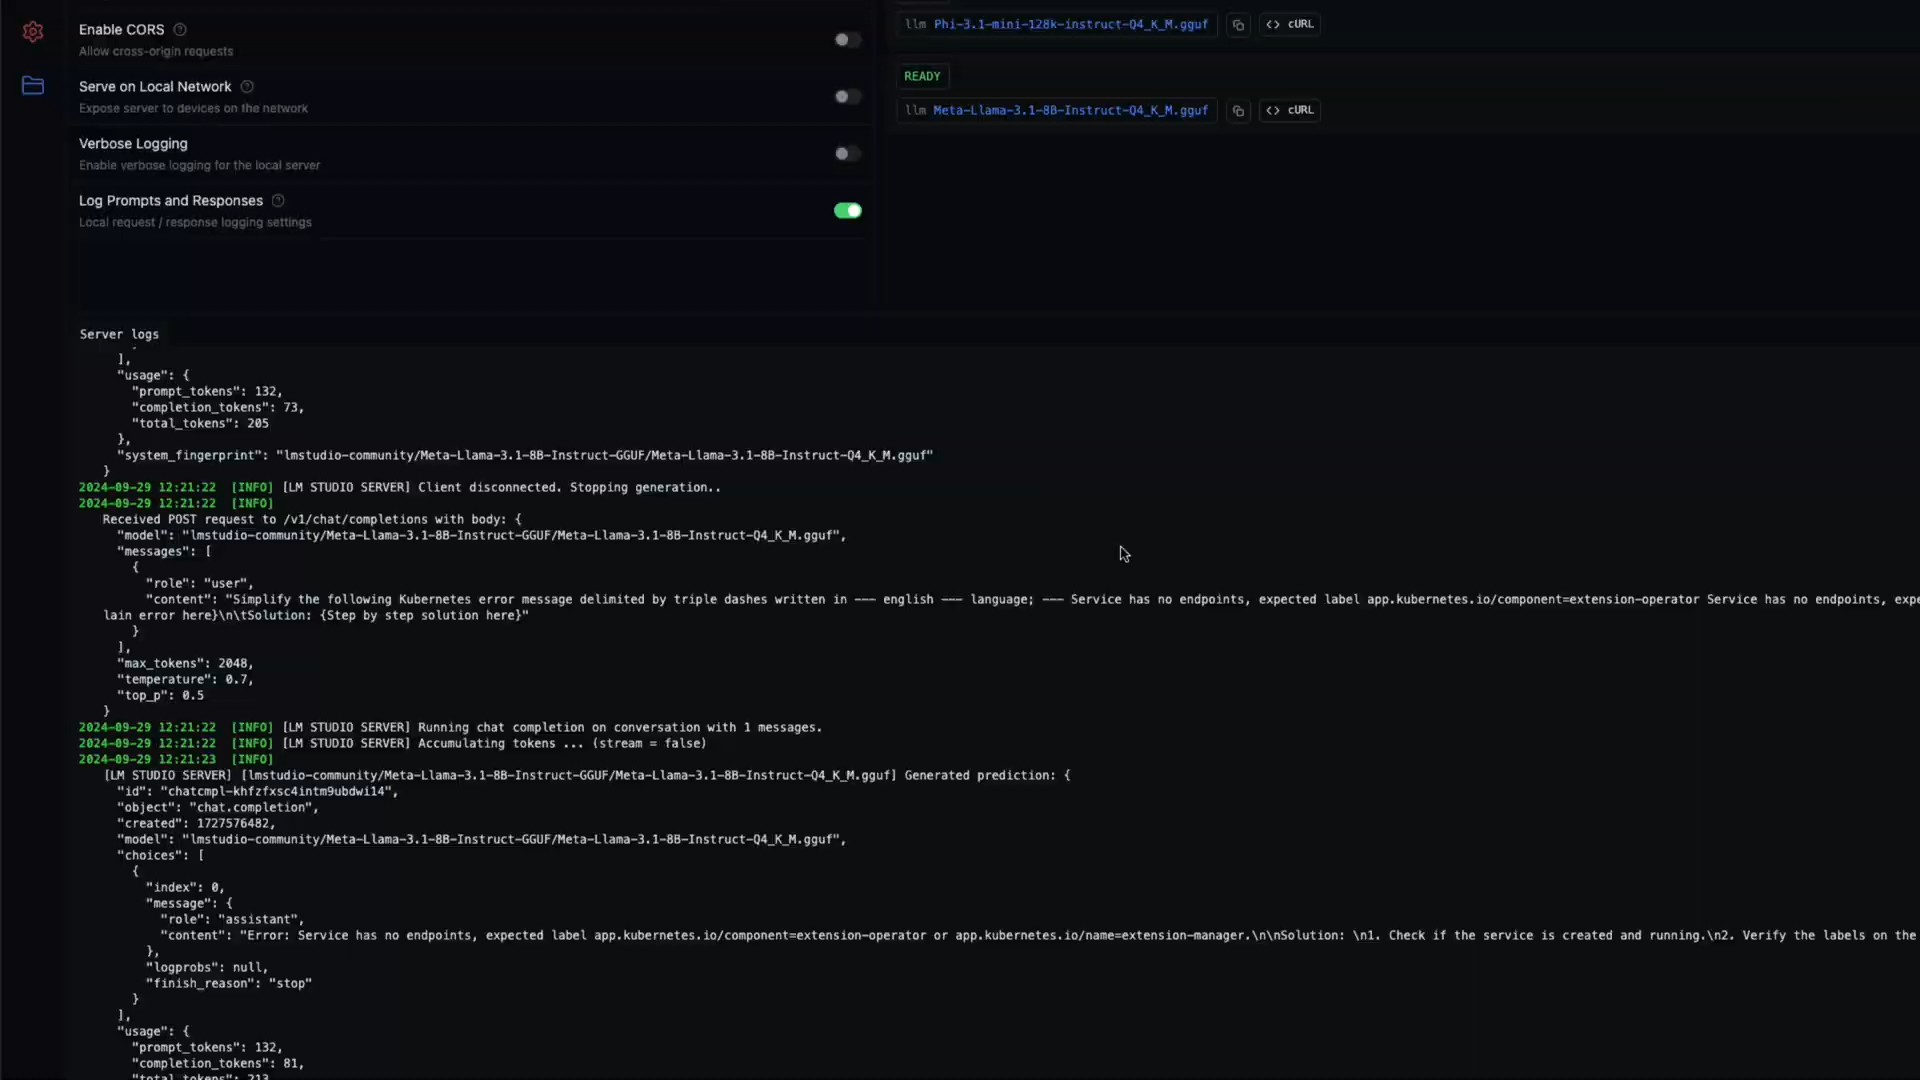 Enable CORS
Allow cross-origin requests
Serve on Local Network
Expose server to devices on the network
Verbose Logging
Enable verbose logging for the local server
Log Prompts and Responses
Local request / response logging settings
llm Phi-3.1-mini-128k-instruct-Q4_K_M.gguf <> cURL
READY
llm Meta-Llama-3.1-8B-Instruct-Q4_K_M.gguf <> cURL
Server logs
],
"usage": {
"prompt_tokens": 132,
"completion_tokens": 73,
"total_tokens": 205
},
"system_fingerprint": "lmstudio-community/Meta-Llama-3.1-8B-Instruct-GGUF/Meta-Llama-3.1-8B-Instruct-Q4_K_M.gguf"
}
2024-09-29 12:21:22 [INFO] [LM STUDIO SERVER] Client disconnected. Stopping generation..
2024-09-29 12:21:22 [INFO]
Received POST request to /v1/chat/completions with body: {
"model": "lmstudio-community/Meta-Llama-3.1-8B-Instruct-GGUF/Meta-Llama-3.1-8B-Instruct-Q4_K_M.gguf",
"messages": [
{
"role": "user",
"content": "Simplify the following Kubernetes error message delimited by triple dashes written in --- english --- language; --- Service has no endpoints, expected label app.kubernetes.io/component=extension-operator Service has no endpoints, expe
lain error here}\n\tSolution: {Step by step solution here}"
}
],
"max_tokens": 2048,
"temperature": 0.7,
"top_p": 0.5
}
2024-09-29 12:21:22 [INFO] [LM STUDIO SERVER] Running chat completion on conversation with 1 messages.
2024-09-29 12:21:22 [INFO] [LM STUDIO SERVER] Accumulating tokens ... (stream = false)
2024-09-29 12:21:23 [INFO]
[LM STUDIO SERVER] [lmstudio-community/Meta-Llama-3.1-8B-Instruct-GGUF/Meta-Llama-3.1-8B-Instruct-Q4_K_M.gguf] Generated prediction: {
"id": "chatcmpl-khfzfxsc4intm9ubdwi14",
"object": "chat.completion",
"created": 1727576482,
"model": "lmstudio-community/Meta-Llama-3.1-8B-Instruct-GGUF/Meta-Llama-3.1-8B-Instruct-Q4_K_M.gguf",
"choices": [
{
"index": 0,
"message": {
"role": "assistant",
"content": "Error: Service has no endpoints, expected label app.kubernetes.io/component=extension-operator or app.kubernetes.io/name=extension-manager.\n\nSolution: \n1. Check if the service is created and running.\n2. Verify the labels on the
},
"logprobs": null,
"finish_reason": "stop"
}
],
"usage": {
"prompt_tokens": 132,
"completion_tokens": 81,
"total_tokens": 213